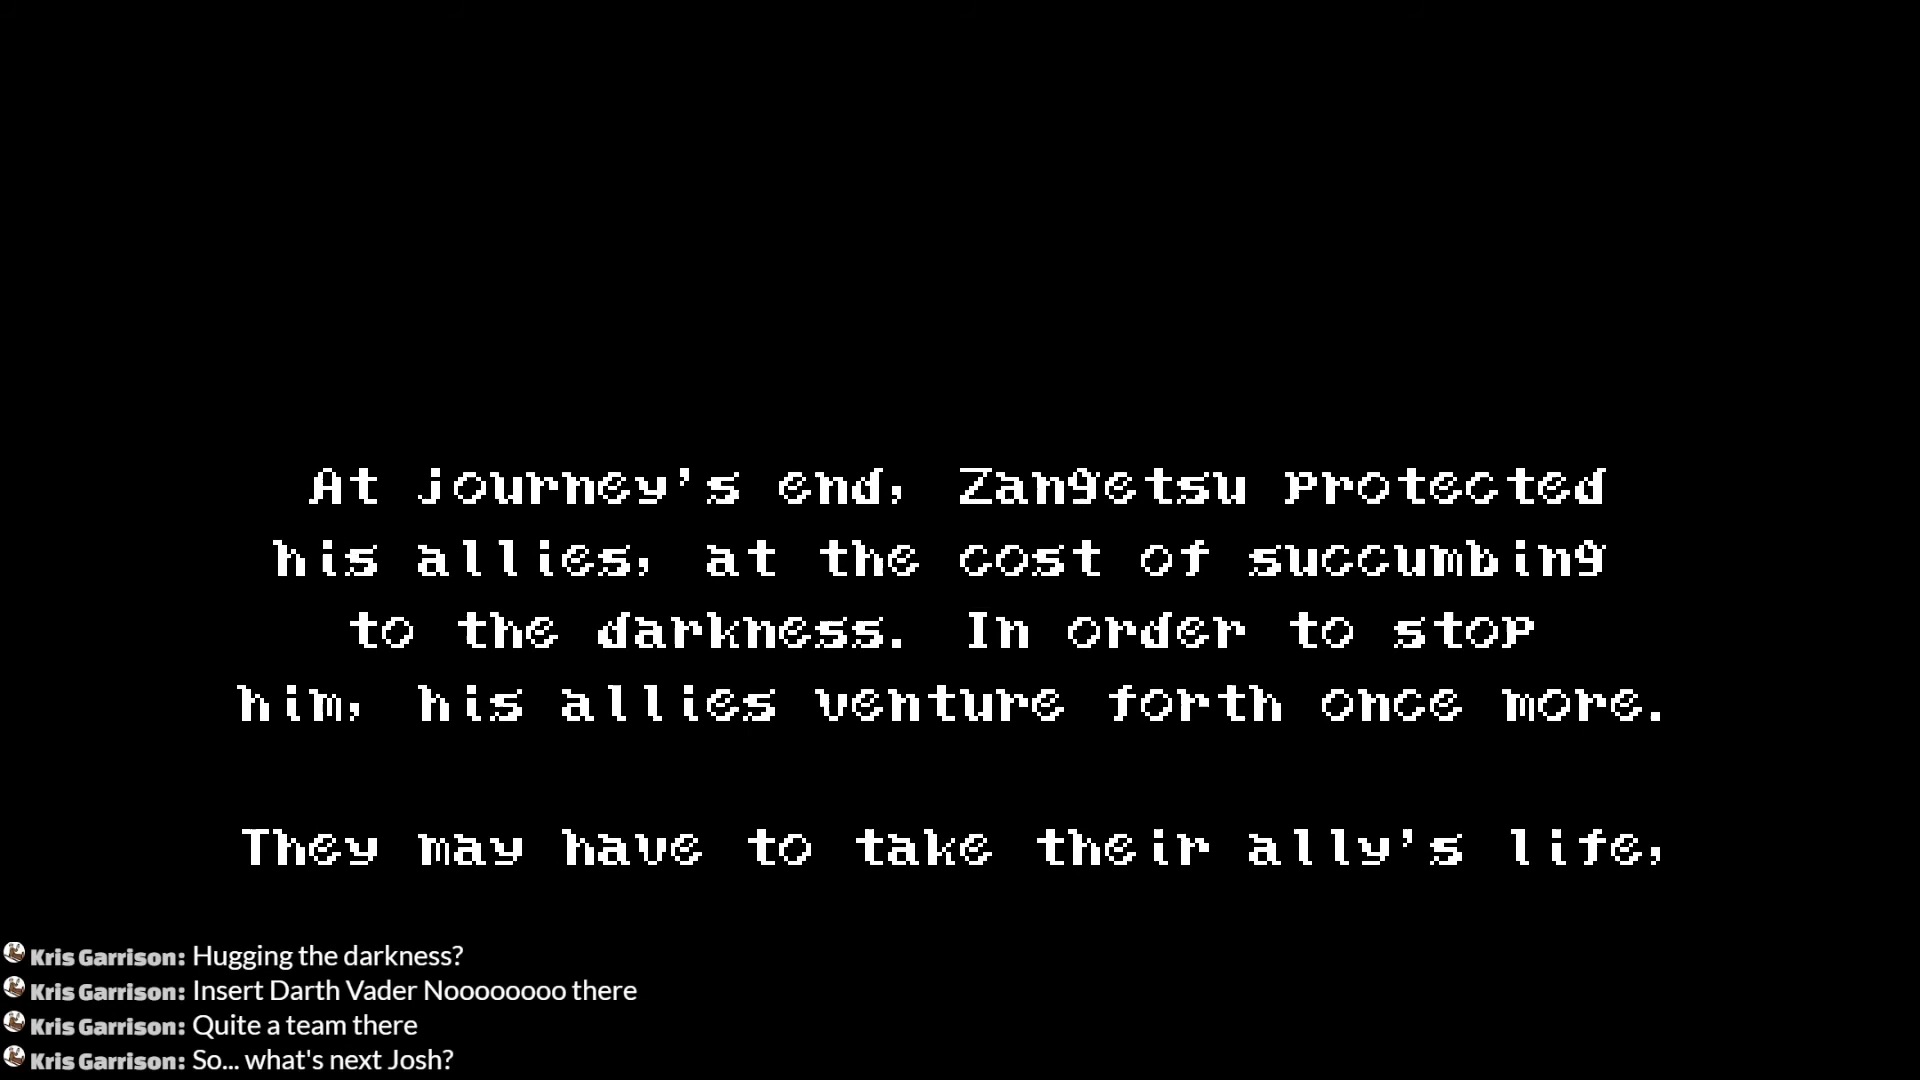 At journey's end, Zangetsu protected
his allies, at the cost of succumbing
to the darkness. In order to stop
him, his allies venture forth once more.
They may have to take their ally's life,
Kris Garrison: Hugging the darkness?
Kris Garrison: Insert Darth Vader Noooooooo there
Kris Garrison: Quite a team there
Kris Garrison: So... what's next Josh?